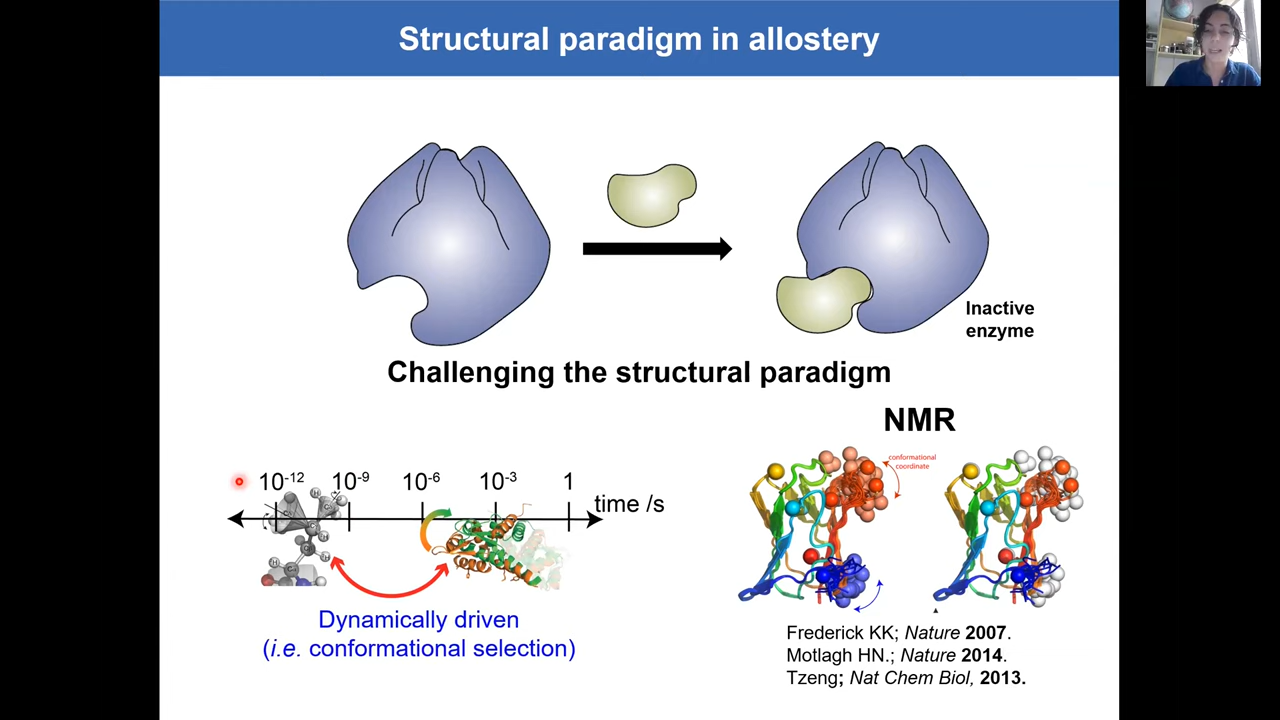 Structural paradigm in allostery
Inactive
enzyme
Challenging the structural paradigm
NMR
10-12 10-9 10-6 10-3 1
time /s
conformational
coordinate
Dynamically driven
(i.e. conformational selection)
Frederick KK; Nature 2007.
Motlagh HN.; Nature 2014.
Tzeng; Nat Chem Biol, 2013.